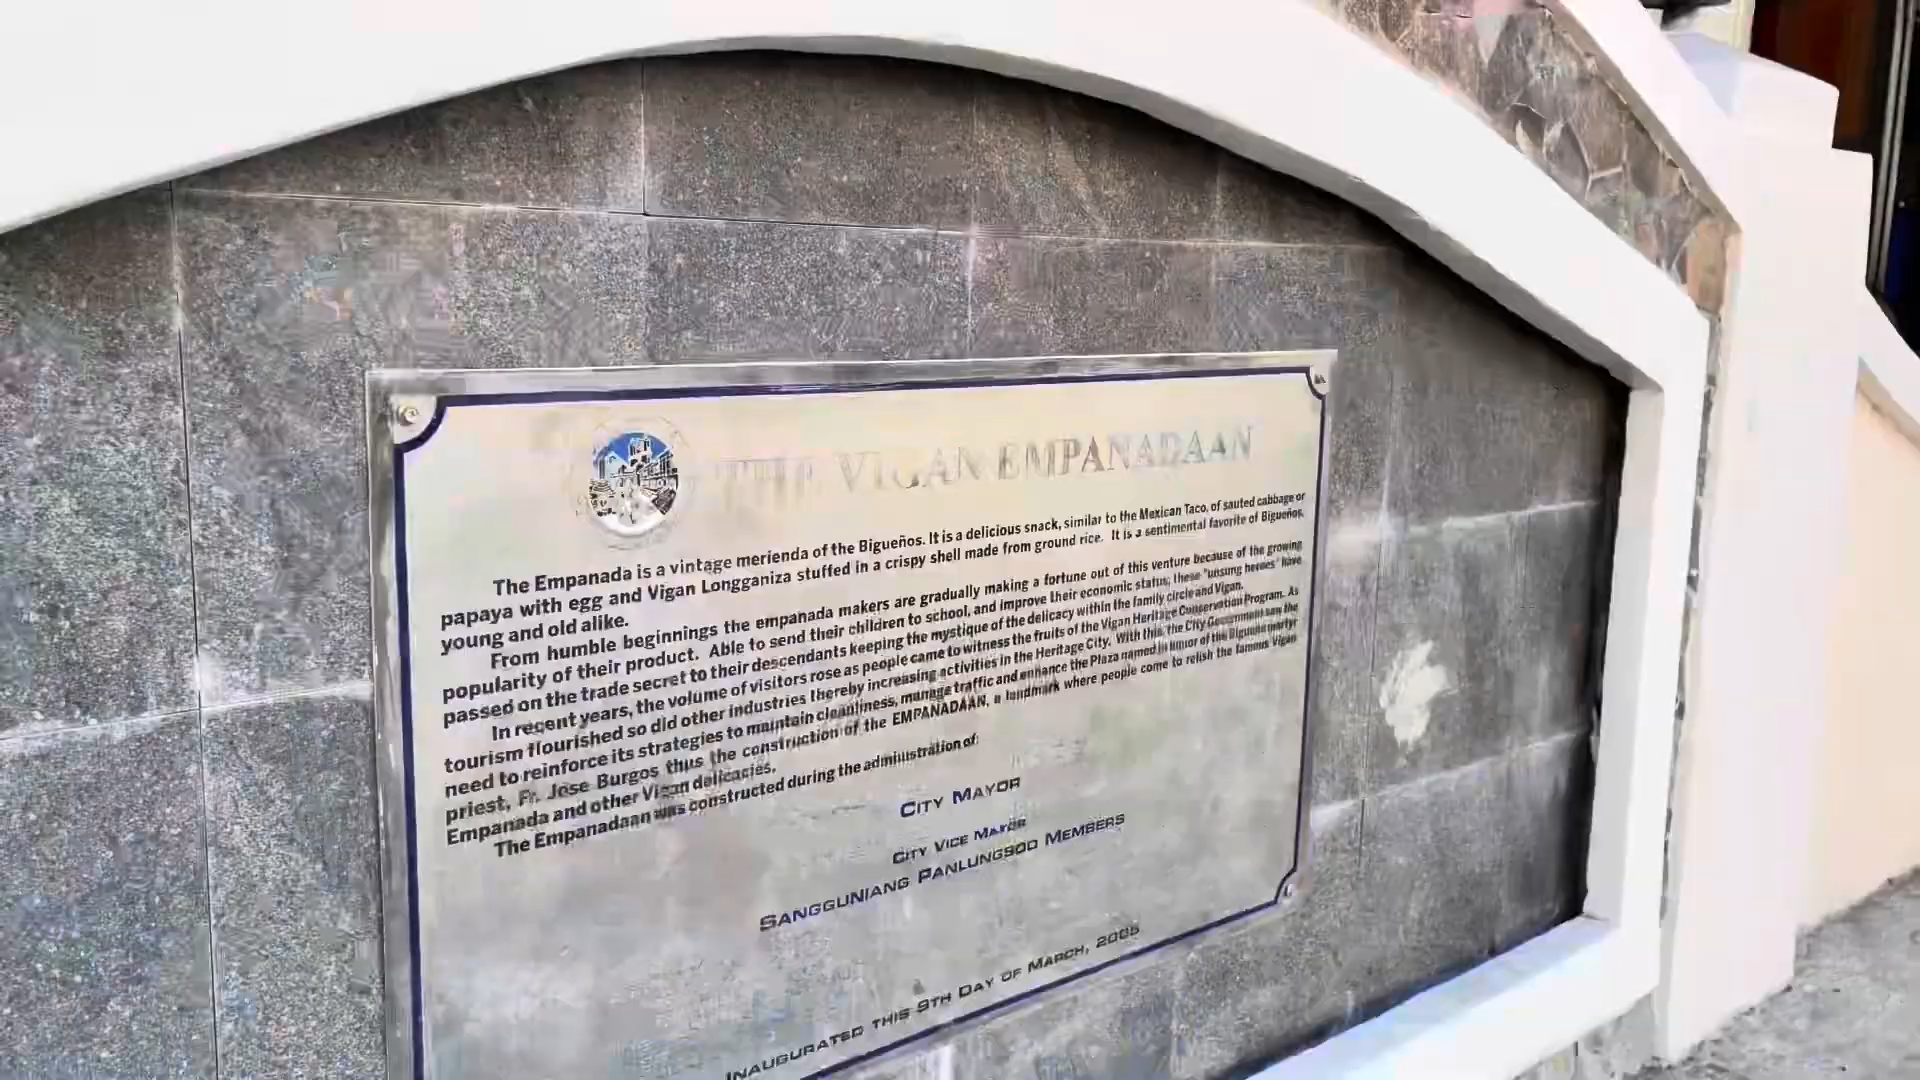 THE VIGAN EMPANADAAN
The Empanada is a vintage merienda of the Bigueños. It is a delicious snack, similar to the Mexican Taco, of sauted cabbage or
papaya with egg and Vigan Longganiza stuffed in a crispy shell made from ground rice. It is a sentimental favorite of Bigueños,
young and old alike.
From humble beginnings the empanada makers are gradually making a fortune out of this venture because of the growing
popularity of their product. Able to send their children to school, and improve their economic status; these "unsung heroes" have
passed on the trade secret to their descendants keeping the mystique of the delicacy within the family circle and Vigan.
In recent years, the volume of visitors rose as people came to witness the fruits of the Vigan Heritage Conservation Program. As
tourism flourished so did other industries thereby increasing activities in the Heritage City. With this, the City Government saw the
need to reinforce its strategies to maintain cleanliness, manage traffic and enhance the Plaza named in honor of the Bigueño martyr
priest, Fr. Jose Burgos thus the construction of the EMPANADAAN, a landmark where people come to relish the famous Vigan
Empanada and other Vigan delicacies.
The Empanadaan was constructed during the administration of:
CITY MAYOR
CITY VICE MAYOR
SANGGUNIANG PANLUNGSOD MEMBERS
INAUGURATED THIS 9TH DAY OF MARCH, 2005